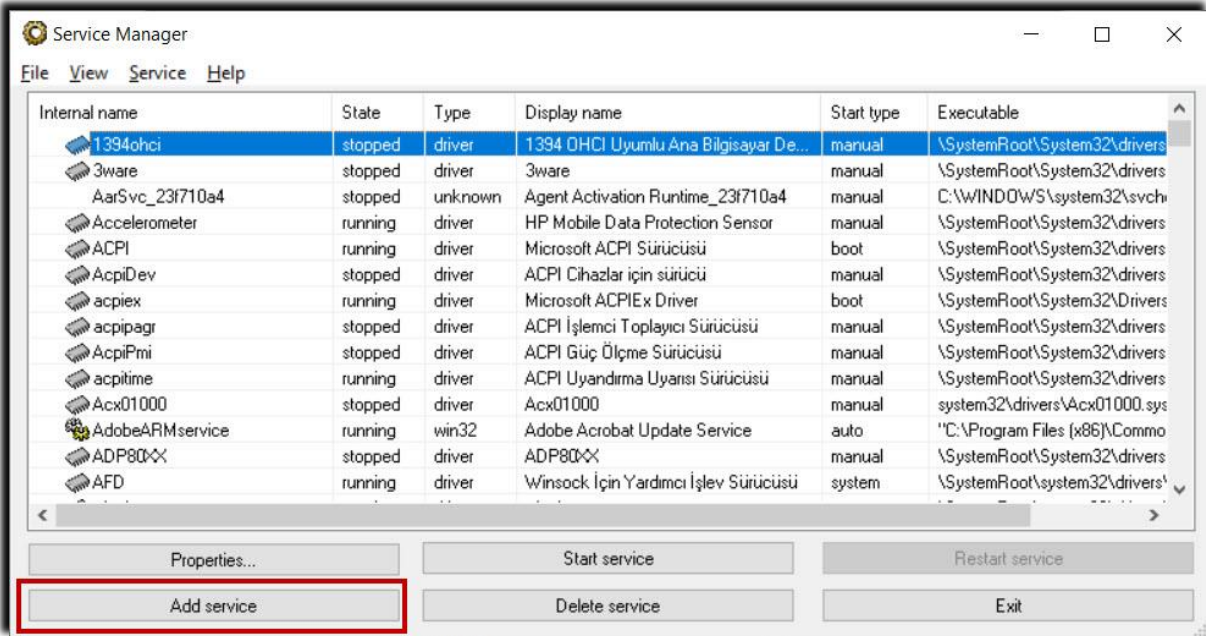 Service Manager
File View Service Help
Internal name State Type Display name Start type Executable
1394ohci stopped driver 1394 OHCI Uyumlu Ana Bilgisayar De... manual \SystemRoot\System32\drivers
3ware stopped driver 3ware manual \SystemRoot\System32\drivers
AarSvc_23f710a4 stopped unknown Agent Activation Runtime_23f710a4 manual C:\WINDOWS\system32\svch
Accelerometer running driver HP Mobile Data Protection Sensor manual \SystemRoot\System32\drivers
ACPI running driver Microsoft ACPI Sürücüsü boot \SystemRoot\System32\drivers
AcpiDev stopped driver ACPI Cihazlar için sürücü manual \SystemRoot\System32\drivers
acpiex running driver Microsoft ACPIEx Driver boot \SystemRoot\System32\Drivers
acpipagr stopped driver ACPI İşlemci Toplayıcı Sürücüsü manual \SystemRoot\System32\drivers
AcpiPmi stopped driver ACPI Güç Ölçme Sürücüsü manual \SystemRoot\System32\drivers
acpitime running driver ACPI Uyandırma Uyarısı Sürücüsü manual \SystemRoot\System32\drivers
Acx01000 stopped driver Acx01000 manual system32\drivers\Acx01000.sys
AdobeARMservice running win32 Adobe Acrobat Update Service auto "C:\Program Files (x86)\Commo
ADP80XX stopped driver ADP80XX manual \SystemRoot\System32\drivers
AFD running driver Winsock İçin Yardımcı İşlev Sürücüsü system \SystemRoot\system32\drivers\
Properties... Start service Restart service
Add service Delete service Exit